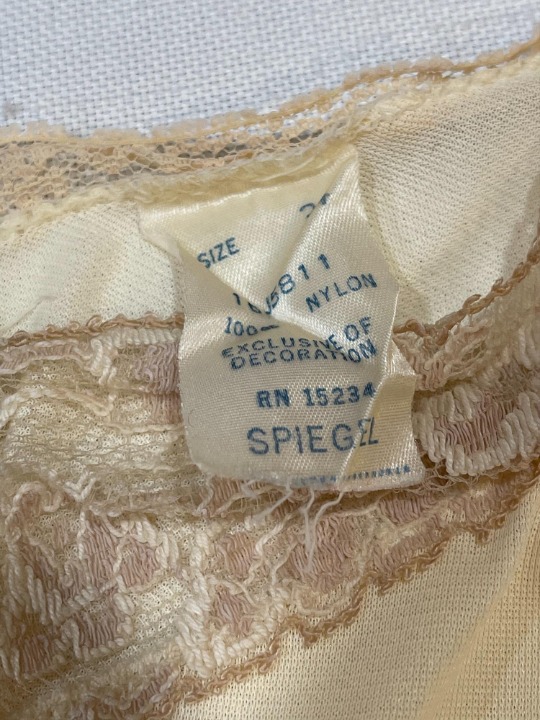 SIZE
NYLON
EXCLUSIVE OF
DECORATION
RN 15234
SPIEGEL